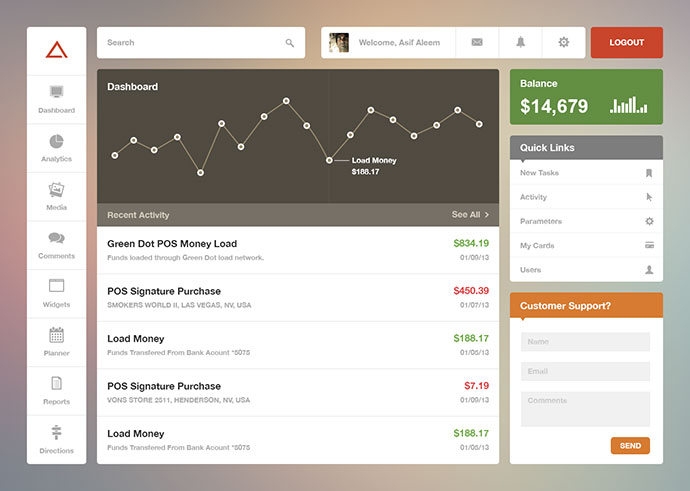 Search
Welcome, Asif Aleem
LOGOUT
Dashboard
Analytics
Media
Comments
Widgets
Planner
Reports
Directions
Dashboard
Load Money
$188.17
Recent Activity
See All
Green Dot POS Money Load
$834.19
Funds loaded through Green Dot load network.
01/09/13
POS Signature Purchase
$450.39
SMOKERS WORLD II, LAS VEGAS, NV, USA
01/07/13
Load Money
$188.17
Funds Transfered From Bank Acount *5075
01/05/13
POS Signature Purchase
$7.19
VONS STORE 2511, HENDERSON, NV, USA
01/09/13
Load Money
$188.17
Funds Transfered From Bank Acount *5075
01/05/13
Balance
$14,679
Quick Links
New Tasks
Activity
Parameters
My Cards
Users
Customer Support?
Name
Email
Comments
SEND